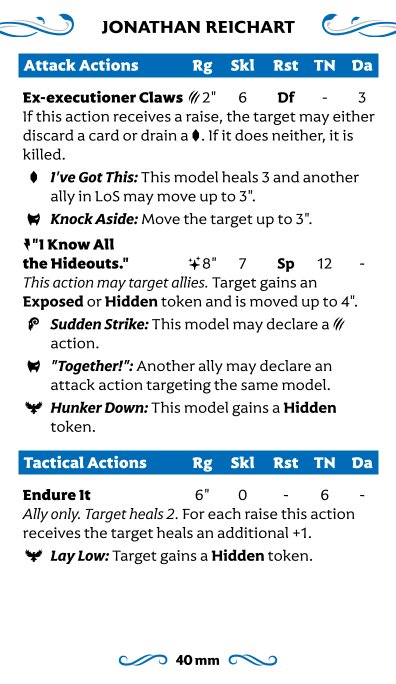 JONATHAN REICHART
Attack Actions Rg Skl Rst TN Da
Ex-executioner Claws 2" 6 Df - 3
If this action receives a raise, the target may either
discard a card or drain a . If it does neither, it is
killed.
I've Got This: This model heals 3 and another
ally in LoS may move up to 3".
Knock Aside: Move the target up to 3".
"I Know All
the Hideouts." 8" 7 Sp 12 -
This action may target allies. Target gains an
Exposed or Hidden token and is moved up to 4".
Sudden Strike: This model may declare a
action.
"Together!": Another ally may declare an
attack action targeting the same model.
Hunker Down: This model gains a Hidden
token.
Tactical Actions Rg Skl Rst TN Da
Endure It 6" 0 - 6 -
Ally only. Target heals 2. For each raise this action
receives the target heals an additional +1.
Lay Low: Target gains a Hidden token.
40 mm